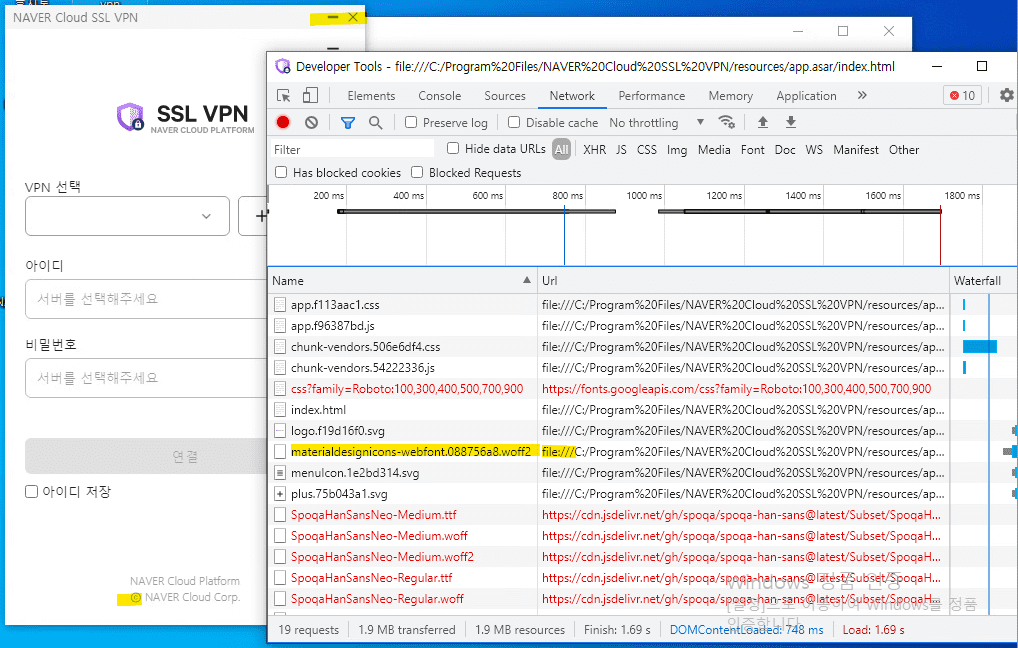 NAVER Cloud SSL VPN
SSL VPN
NAVER CLOUD PLATFORM
VPN 선택
아이디
서버를 선택해주세요
비밀번호
서버를 선택해주세요
연결
아이디 저장
NAVER Cloud Platform
© NAVER Cloud Corp.
Developer Tools - file:///C:/Program%20Files/NAVER%20Cloud%20SSL%20VPN/resources/app.asar/index.html
Elements Console Sources Network Performance Memory Application » 10
Preserve log Disable cache No throttling
Filter Hide data URLs All XHR JS CSS Img Media Font Doc WS Manifest Other
Has blocked cookies Blocked Requests
200 ms 400 ms 600 ms 800 ms 1000 ms 1200 ms 1400 ms 1600 ms 1800 ms
Name Url Waterfall
app.f113aac1.css file:///C:/Program%20Files/NAVER%20Cloud%20SSL%20VPN/resources/ap...
app.f96387bd.js file:///C:/Program%20Files/NAVER%20Cloud%20SSL%20VPN/resources/ap...
chunk-vendors.506e6df4.css file:///C:/Program%20Files/NAVER%20Cloud%20SSL%20VPN/resources/ap...
chunk-vendors.54222336.js file:///C:/Program%20Files/NAVER%20Cloud%20SSL%20VPN/resources/ap...
css?family=Roboto:100,300,400,500,700,900 https://fonts.googleapis.com/css?family=Roboto:100,300,400,500,700,900
index.html file:///C:/Program%20Files/NAVER%20Cloud%20SSL%20VPN/resources/ap...
logo.f19d16f0.svg file:///C:/Program%20Files/NAVER%20Cloud%20SSL%20VPN/resources/ap...
materialdesignicons-webfont.088756a8.woff2 file:///C:/Program%20Files/NAVER%20Cloud%20SSL%20VPN/resources/ap...
menuIcon.1e2bd314.svg file:///C:/Program%20Files/NAVER%20Cloud%20SSL%20VPN/resources/ap...
plus.75b043a1.svg file:///C:/Program%20Files/NAVER%20Cloud%20SSL%20VPN/resources/ap...
SpoqaHanSansNeo-Medium.ttf https://cdn.jsdelivr.net/gh/spoqa/spoqa-han-sans@latest/Subset/SpoqaH...
SpoqaHanSansNeo-Medium.woff https://cdn.jsdelivr.net/gh/spoqa/spoqa-han-sans@latest/Subset/SpoqaH...
SpoqaHanSansNeo-Medium.woff2 https://cdn.jsdelivr.net/gh/spoqa/spoqa-han-sans@latest/Subset/SpoqaH...
SpoqaHanSansNeo-Regular.ttf https://cdn.jsdelivr.net/gh/spoqa/spoqa-han-sans@latest/Subset/SpoqaH...
SpoqaHanSansNeo-Regular.woff https://cdn.jsdelivr.net/gh/spoqa/spoqa-han-sans@latest/Subset/SpoqaH...
Windows 정품 인증
[설정]으로 이동하여 Windows를 정품
인증합니다.
19 requests 1.9 MB transferred 1.9 MB resources Finish: 1.69 s DOMContentLoaded: 748 ms Load: 1.69 s